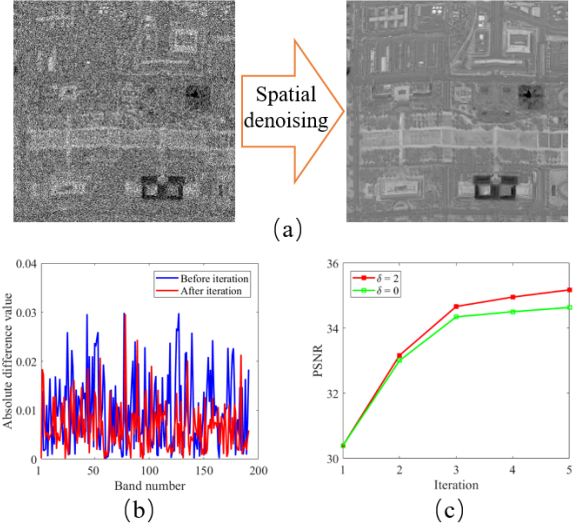 Spatial
denoising
(a)
0.04
0.03
0.02
0.01
0
1
50
100
150
200
Absolute difference value
Band number
Before iteration
After iteration
(b)
36
34
32
30
1
2
3
4
5
PSNR
Iteration
δ = 2
δ = 0
(c)